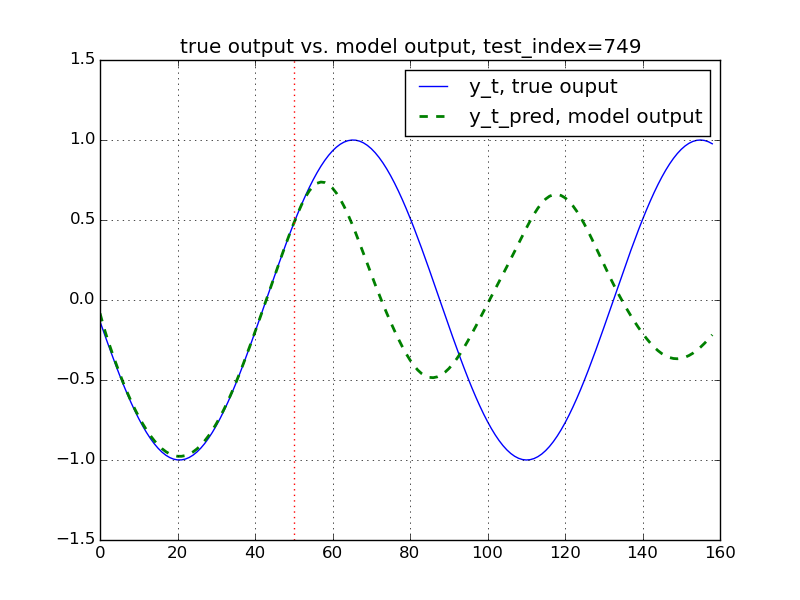 true output vs. model output, test_index=749
y_t, true ouput
y_t_pred, model output
1.5
1.0
0.5
0.0
−0.5
−1.0
−1.5
0 20 40 60 80 100 120 140 160